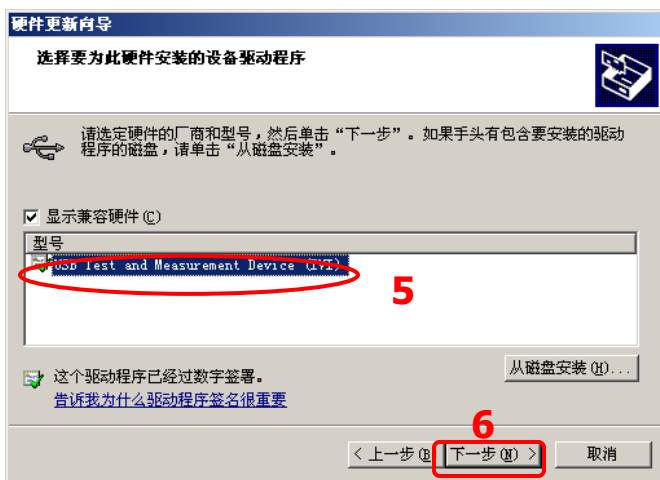 硬件更新向导
选择要为此硬件安装的设备驱动程序
请选定硬件的厂商和型号，然后单击“下一步”。如果手头有包含要安装的驱动
程序的磁盘，请单击“从磁盘安装”。
显示兼容硬件(C)
型号
USB Test and Measurement Device (IVI)
5
这个驱动程序已经过数字签署。
告诉我为什么驱动程序签名很重要
从磁盘安装(H)...
6
< 上一步(B 下一步(N) > 取消